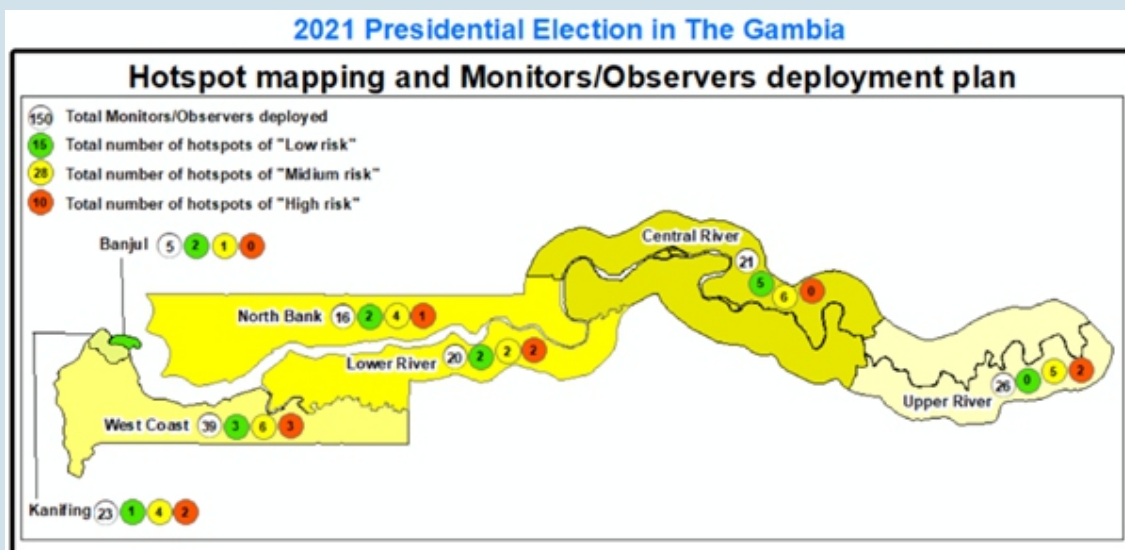 2021 Presidential Election in The Gambia
Hotspot mapping and Monitors/Observers deployment plan
150 Total Monitors/Observers deployed
15 Total number of hotspots of "Low risk"
28 Total number of hotspots of "Midium risk"
10 Total number of hotspots of "High risk"
Banjul 5 2 1 0
Central River
21
5 6 0
North Bank 16 2 4 1
Lower River 20 2 2 2
Upper River 26 0 5 2
West Coast 39 3 6 3
Kanifing 23 1 4 2